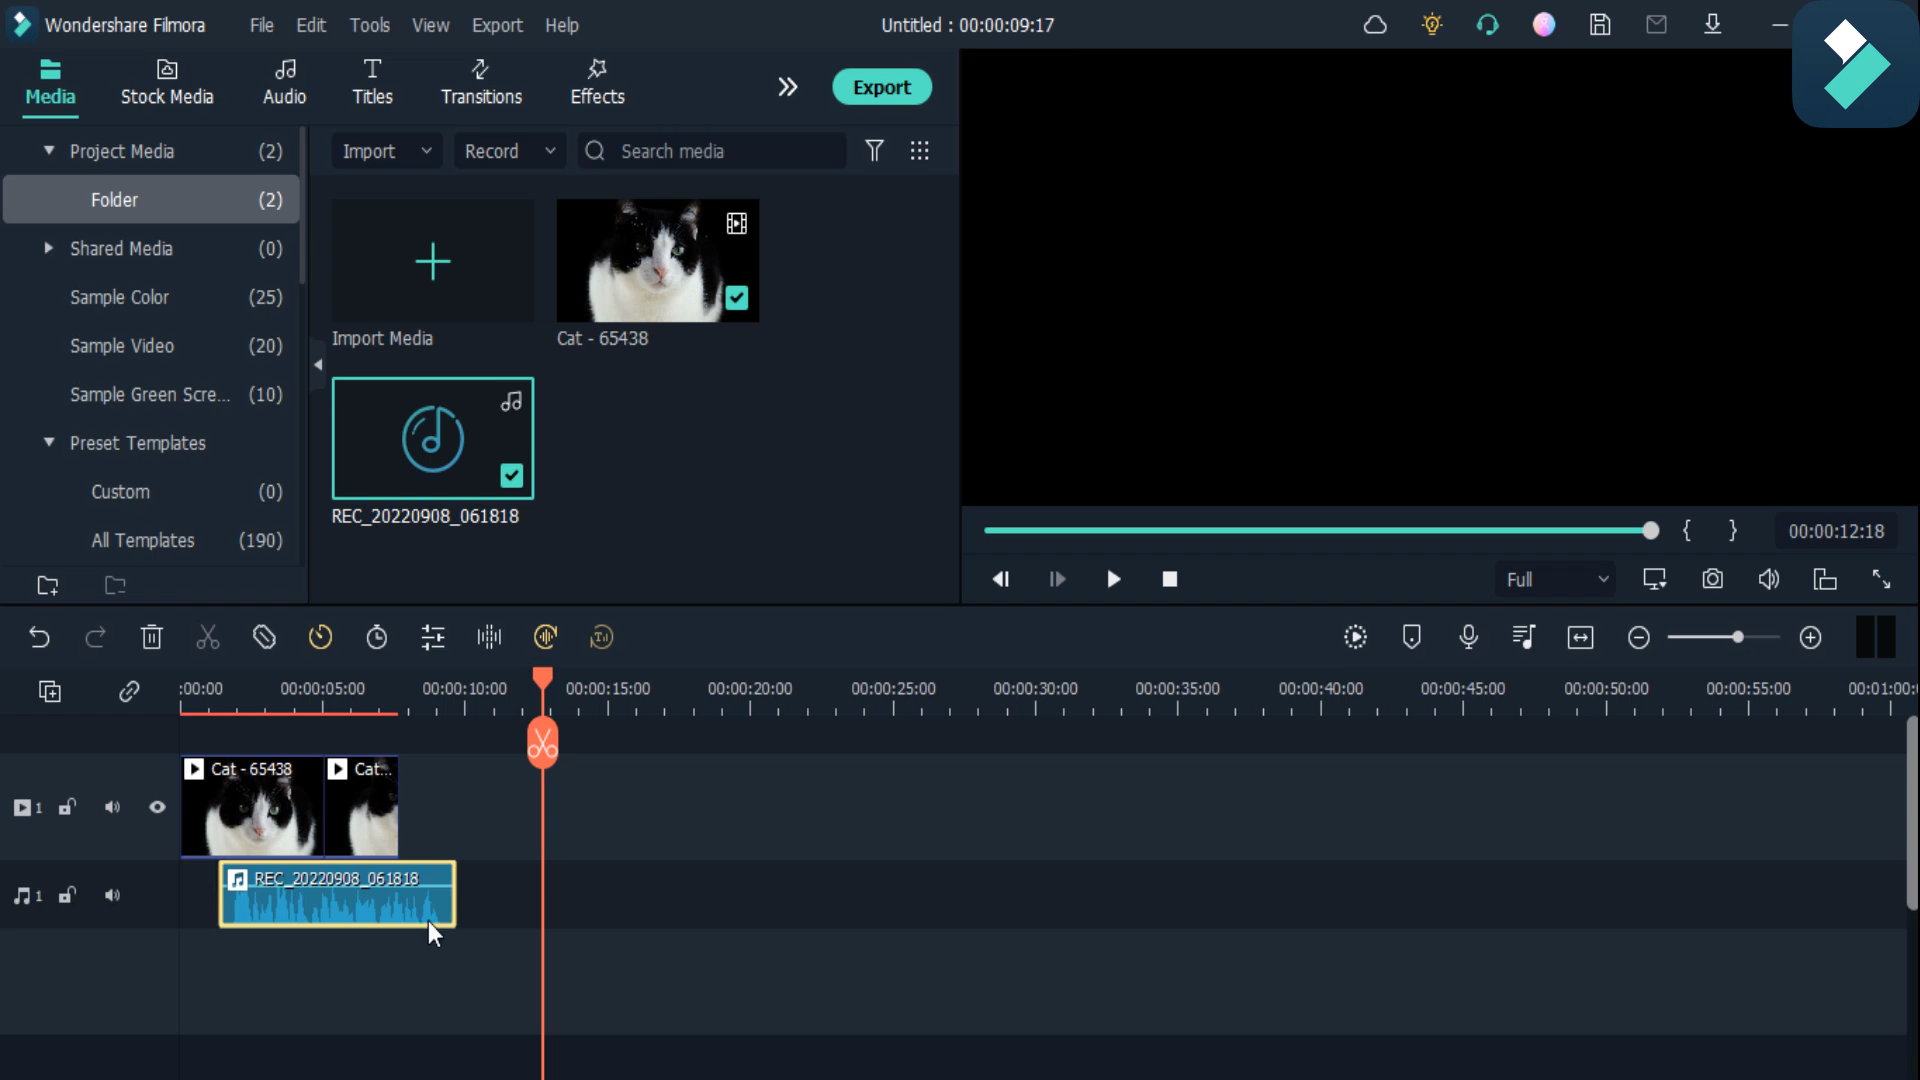 Wondershare Filmora File Edit Tools View Export Help Untitled : 00:00:09:17
Media Stock Media Audio Titles Transitions Effects Export
Project Media (2) Import Record Search media
Folder (2)
Shared Media (0)
Sample Color (25)
Sample Video (20)
Sample Green Scre... (10)
Preset Templates
Custom (0)
All Templates (190)
Import Media Cat - 65438
REC_20220908_061818
{ } 00:00:12:18
Full
:00:00 00:00:05:00 00:00:10:00 00:00:15:00 00:00:20:00 00:00:25:00 00:00:30:00 00:00:35:00 00:00:40:00 00:00:45:00 00:00:50:00 00:00:55:00 00:01:00:
Cat - 65438 Cat...
1
REC_20220908_061818
1